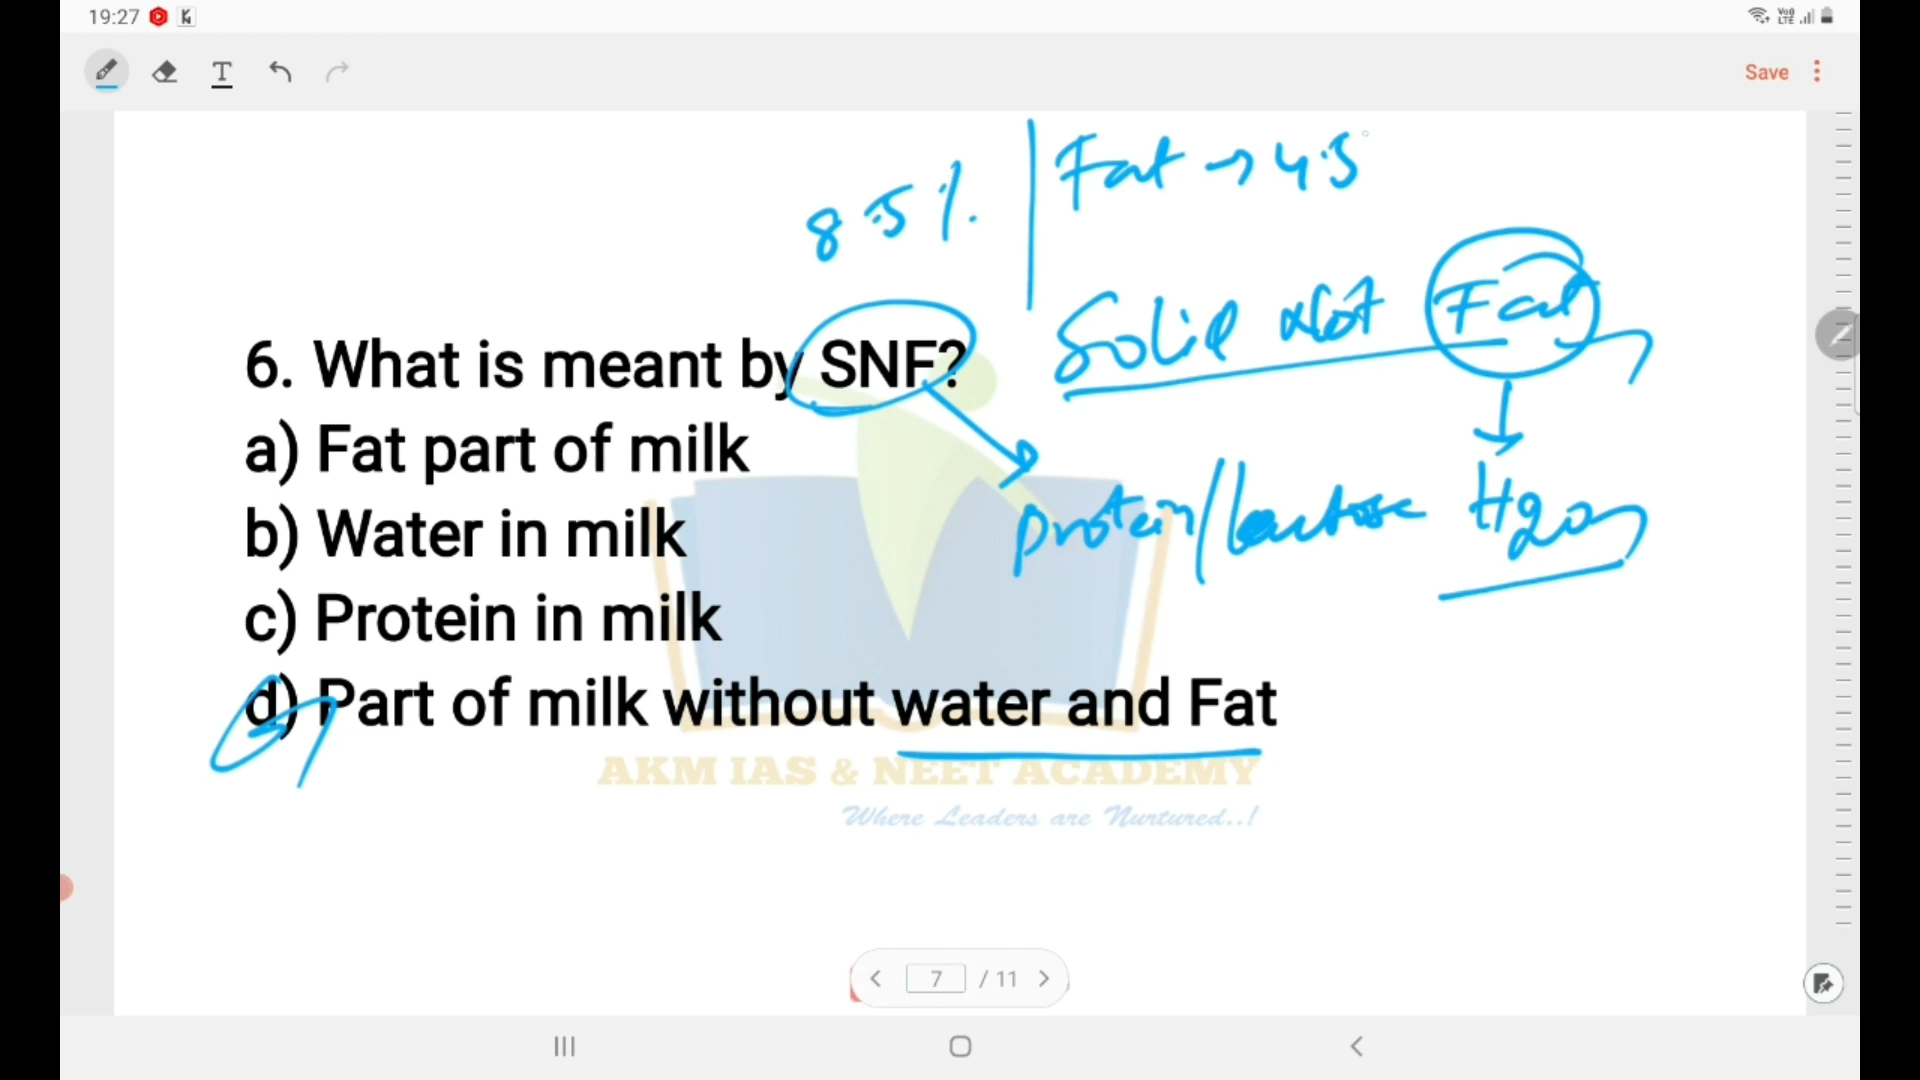 19:27
Vo)) LTE
T
Save
8.5%
Fat → 4.5
Solid Not Fat
6. What is meant by SNF?
a) Fat part of milk
protein/lactose H2O
b) Water in milk
c) Protein in milk
d) Part of milk without water and Fat
AKM IAS & NEET ACADEMY
Where Leaders are Nurtured..!
7 / 11